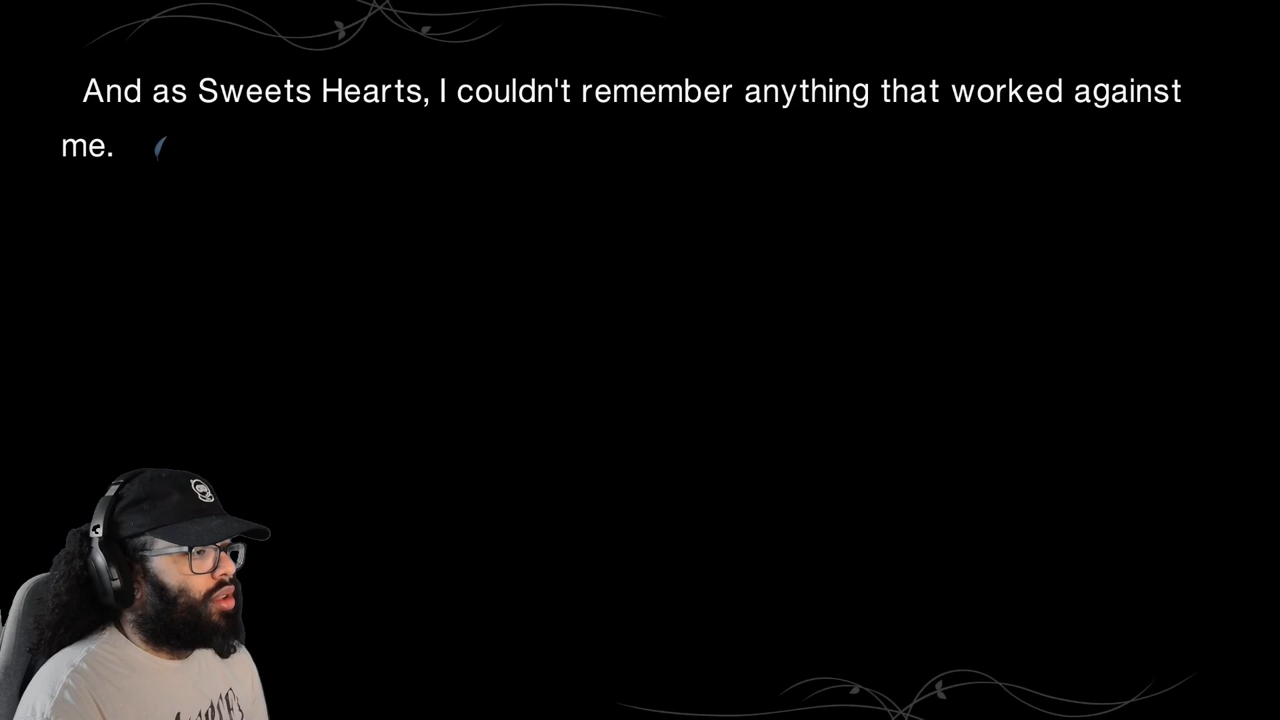 And as Sweets Hearts, I couldn't remember anything that worked against
me.